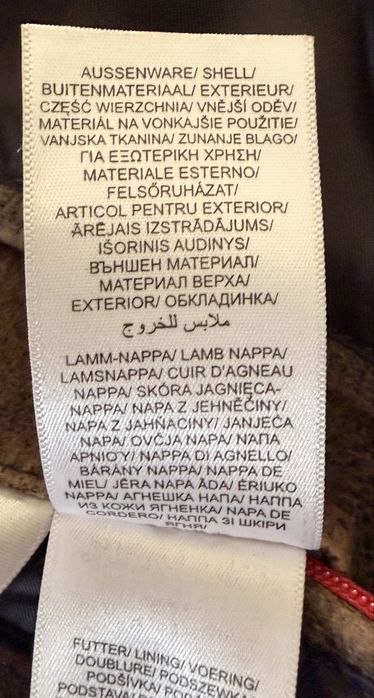 AUSSENWARE/ SHELL/
BUITENMATERIAAL/ EXTERIEUR/
CZĘŚĆ WIERZCHNIA/ VNĚJŠÍ ODĚV/
MATERIÁL NA VONKAJŠIE POUŽITIE/
VANJSKA TKANINA/ ZUNANJE BLAGO/
ΓΙΑ ΕΞΩΤΕΡΙΚΗ ΧΡΗΣΗ/
MATERIALE ESTERNO/
FELSŐRUHÁZAT/
ARTICOL PENTRU EXTERIOR/
ĀRĒJAIS IZSTRĀDĀJUMS/
IŠORINIS AUDINYS/
ВЪНШЕН МАТЕРИАЛ/
МАТЕРИАЛ ВЕРХА/
EXTERIOR/ ОБКЛАДИНКА/
ملابس للخروج
LAMM-NAPPA/ LAMB NAPPA/
LAMSNAPPA/ CUIR D'AGNEAU
NAPPA/ SKÓRA JAGNIĘCA-
NAPPA/ NAPA Z JEHNĚČINY/
NAPA Z JAHŇACINY/ JANJEĆA
NAPA/ OVČJA NAPA/ ΝΑΠΑ
ΑΡΝΙΟΥ/ NAPPA DI AGNELLO/
BÁRÁNY NAPPA/ NAPPA DE
MIEL/ JĒRA NAPA ĀDA/ ĖRIUKO
NAPPA/ АГНЕШКА НАПА/ НАППА
ИЗ КОЖИ ЯГНЕНКА/ NAPA DE
CORDERO/ НАППА ЗІ ШКІРИ
ЯГНЯ/
FUTTER/ LINING/ VOERING/
DOUBLURE/ PODSZEWKA/
PODŠÍVKA/ PODŠÍVKA/
PODSTAVA/